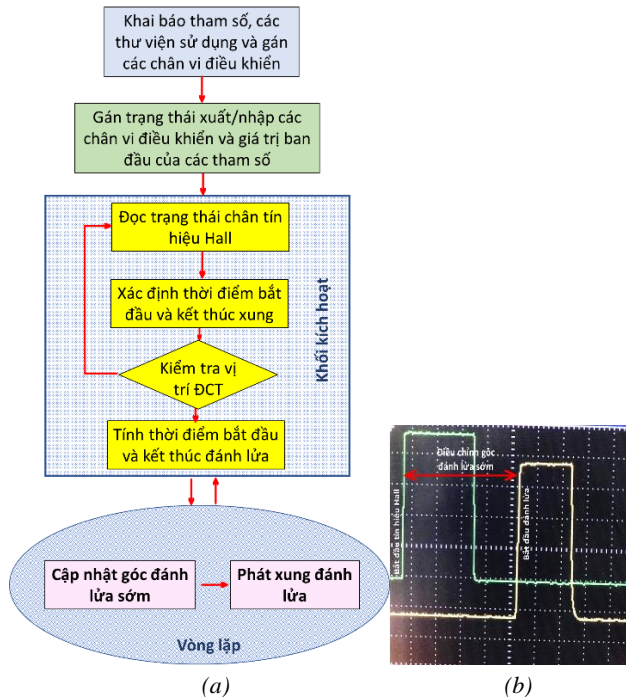 Khai báo tham số, các
thư viện sử dụng và gán
các chân vi điều khiển
Gán trạng thái xuất/nhập các
chân vi điều khiển và giá trị ban
đầu của các tham số
Đọc trạng thái chân tín
hiệu Hall
Xác định thời điểm bắt
đầu và kết thúc xung
Kiểm tra vị
trí ĐCT
Tính thời điểm bắt đầu
và kết thúc đánh lửa
Khối kích hoạt
Cập nhật góc đánh
lửa sớm
Phát xung đánh
lửa
Vòng lặp
(a)
Điều chỉnh góc
đánh lửa sớm
Bắt đầu tín hiệu Hall
Bắt đầu đánh lửa
(b)